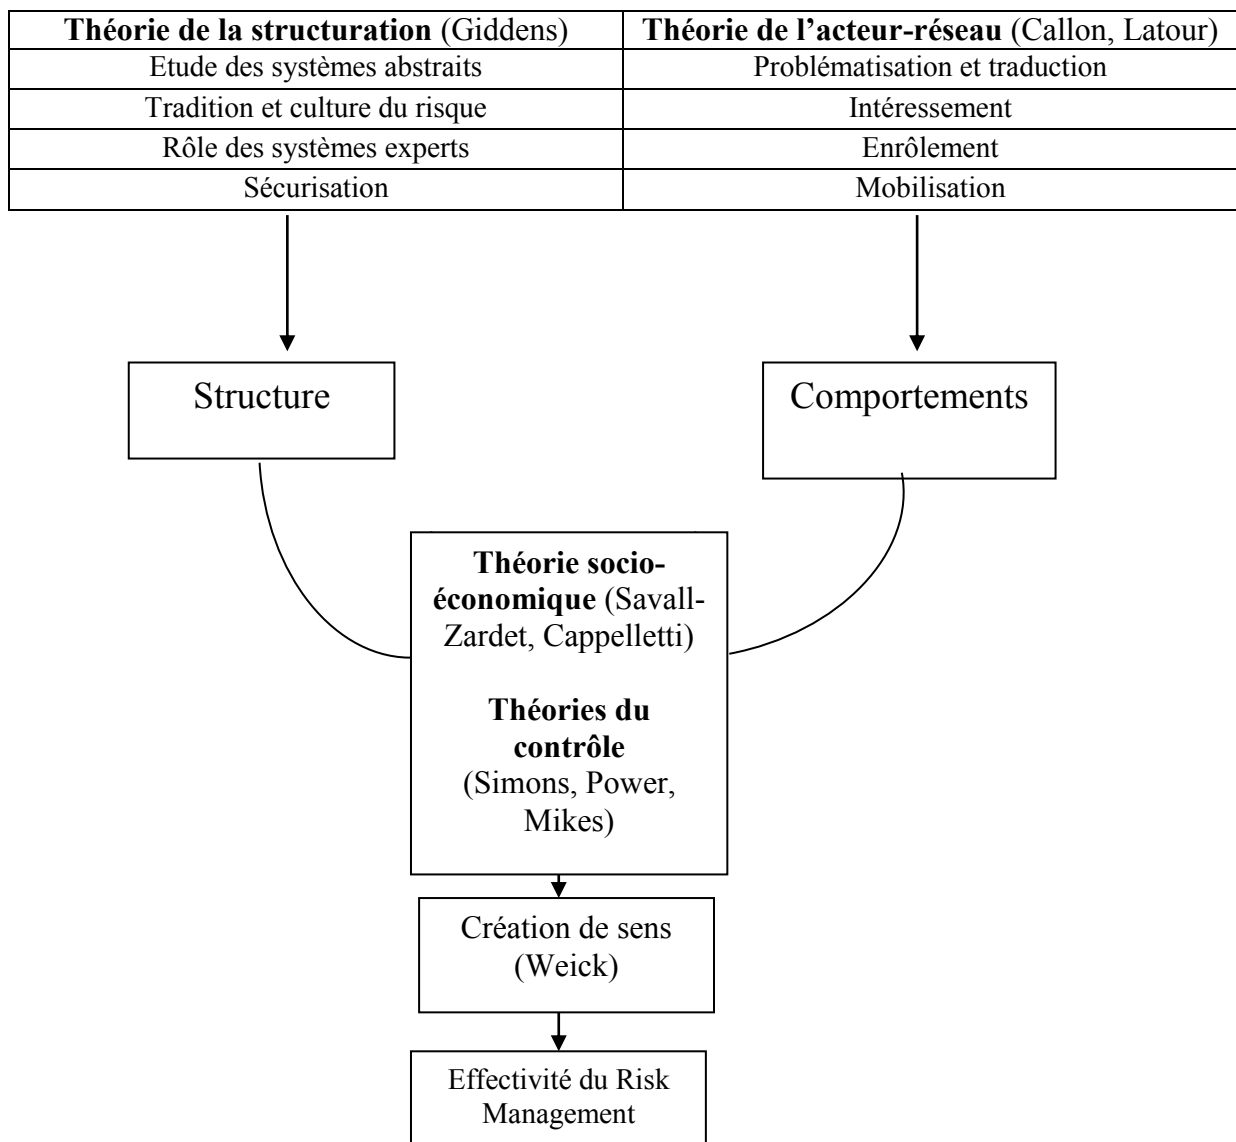 Théorie de la structuration (Giddens)
Théorie de l’acteur-réseau (Callon, Latour)
Etude des systèmes abstraits
Problématisation et traduction
Tradition et culture du risque
Intéressement
Rôle des systèmes experts
Enrôlement
Sécurisation
Mobilisation
Structure
Comportements
Théorie socio-
économique (Savall-
Zardet, Cappelletti)
Théories du
contrôle
(Simons, Power,
Mikes)
Création de sens
(Weick)
Effectivité du Risk
Management